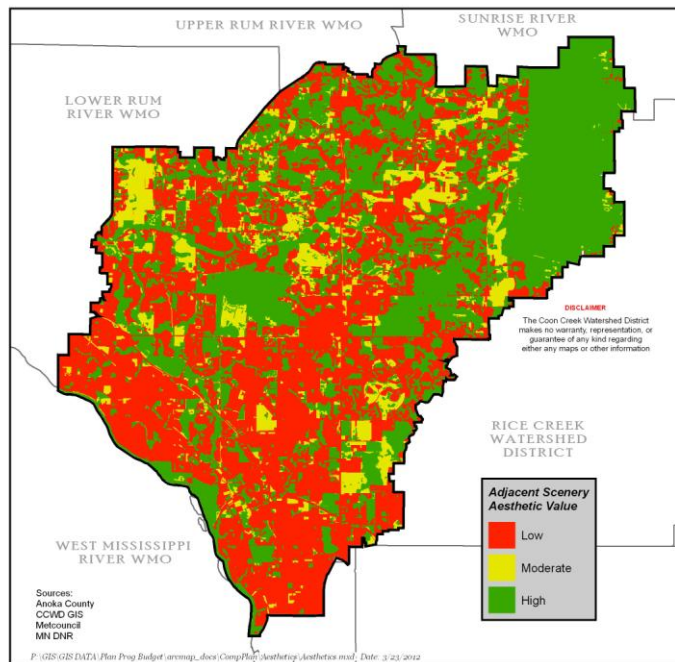 UPPER RUM RIVER WMO
SUNRISE RIVER
WMO
LOWER RUM
RIVER WMO
DISCLAIMER
The Coon Creek Watershed District
makes no warranty, representation, or
guarantee of any kind regarding
either any maps or other information
RICE CREEK
WATERSHED
DISTRICT
Adjacent Scenery
Aesthetic Value
Low
Moderate
High
WEST MISSISSIPPI
RIVER WMO
Sources:
Anoka County
CCWD GIS
Metcouncil
MN DNR
P:\GIS\GIS DATA\Plan Prog Budget\arcmap_docs\CompPlan\Aesthetics\Aesthetics.mxd- Date: 3/23/2012